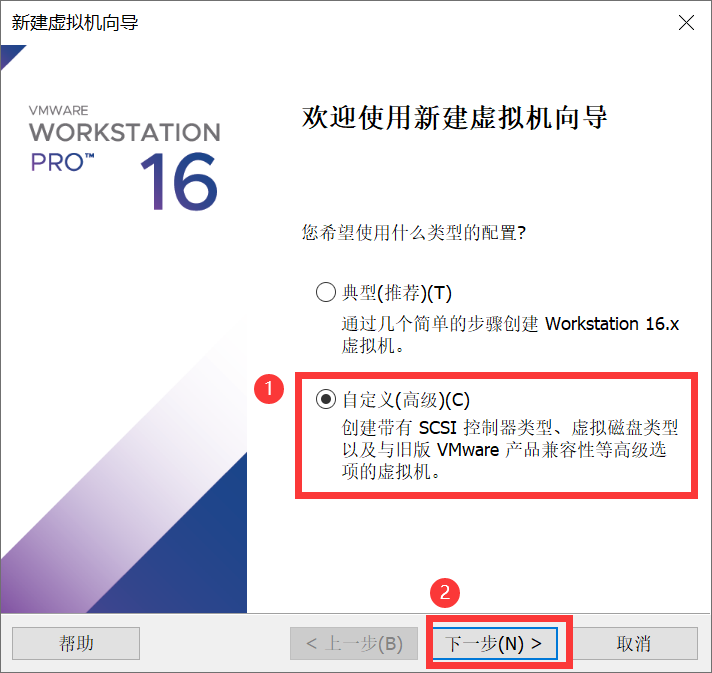 新建虚拟机向导
VMWARE
WORKSTATION
PRO™
16
欢迎使用新建虚拟机向导
您希望使用什么类型的配置?
典型(推荐)(T)
通过几个简单的步骤创建 Workstation 16.x
虚拟机。
1
自定义(高级)(C)
创建带有 SCSI 控制器类型、虚拟磁盘类型
以及与旧版 VMware 产品兼容性等高级选
项的虚拟机。
2
帮助
< 上一步(B)
下一步(N) >
取消